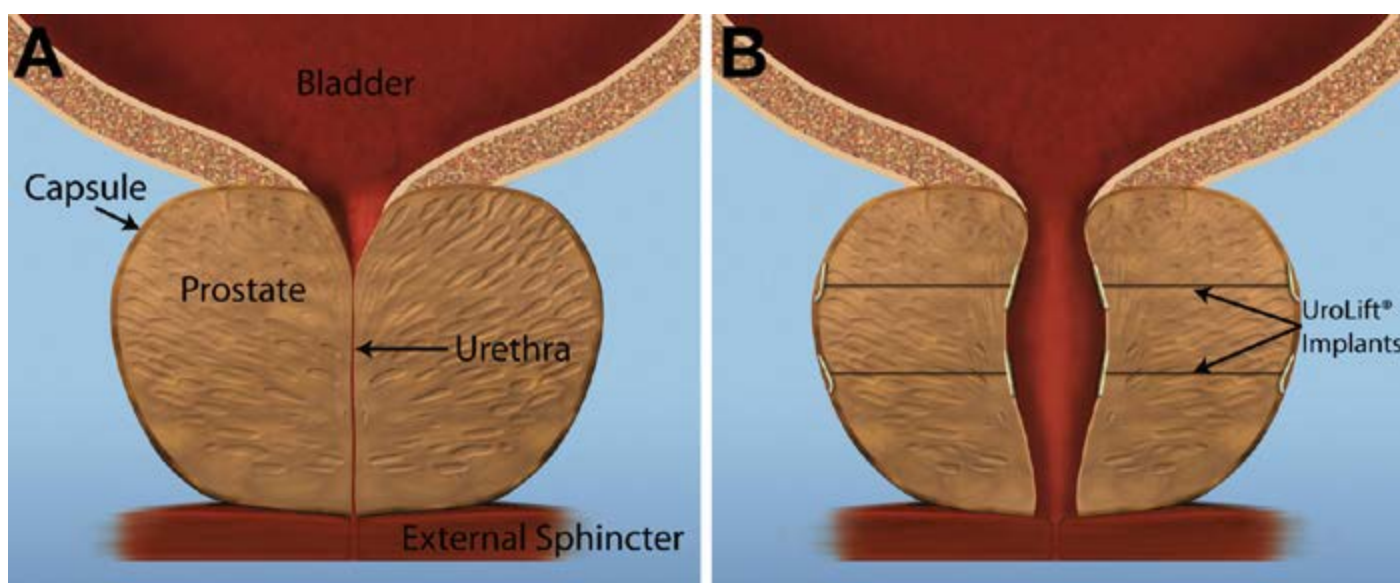 A
Bladder
Capsule
Prostate
Urethra
External Sphincter
B
UroLift®
Implants